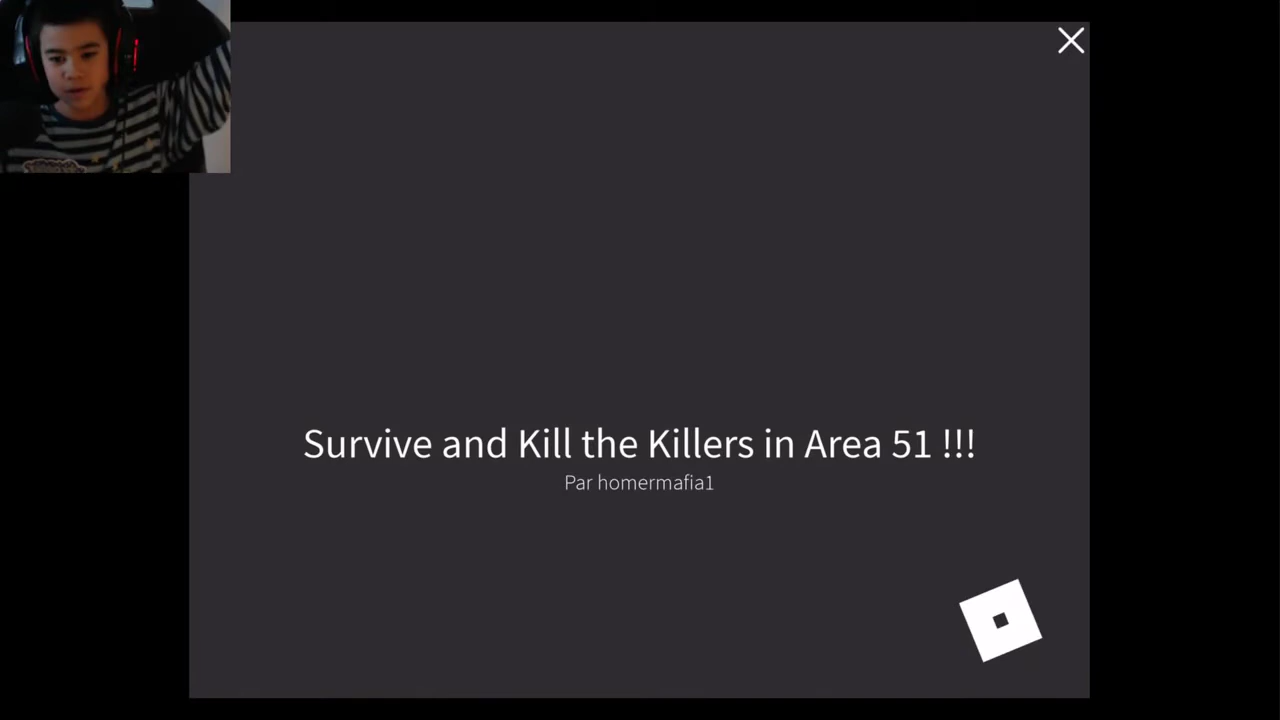 Survive and Kill the Killers in Area 51 !!!
Par homermafia1